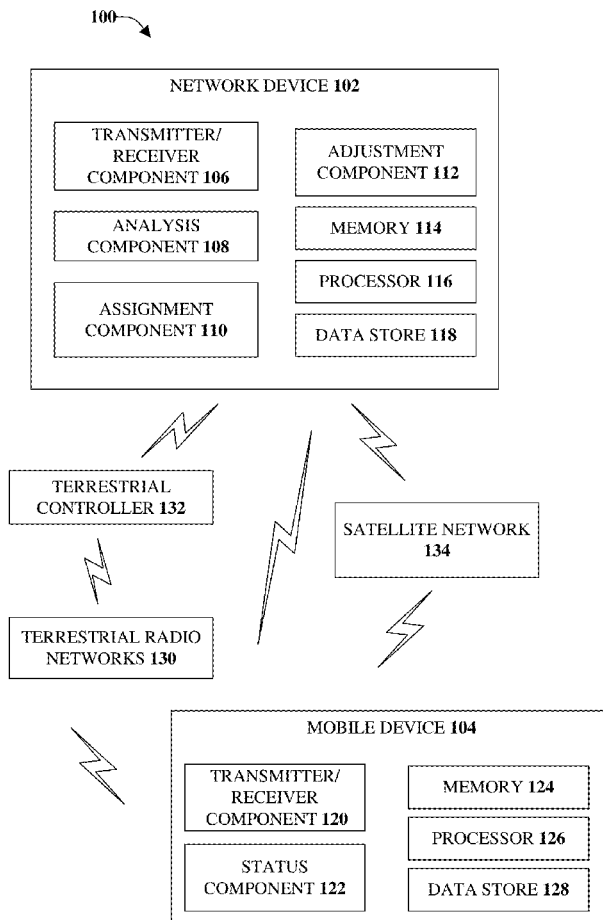 100
NETWORK DEVICE 102
TRANSMITTER/
RECEIVER
COMPONENT 106
ANALYSIS
COMPONENT 108
ASSIGNMENT
COMPONENT 110
ADJUSTMENT
COMPONENT 112
MEMORY 114
PROCESSOR 116
DATA STORE 118
TERRESTRIAL
CONTROLLER 132
SATELLITE NETWORK
134
TERRESTRIAL RADIO
NETWORKS 130
MOBILE DEVICE 104
TRANSMITTER/
RECEIVER
COMPONENT 120
STATUS
COMPONENT 122
MEMORY 124
PROCESSOR 126
DATA STORE 128